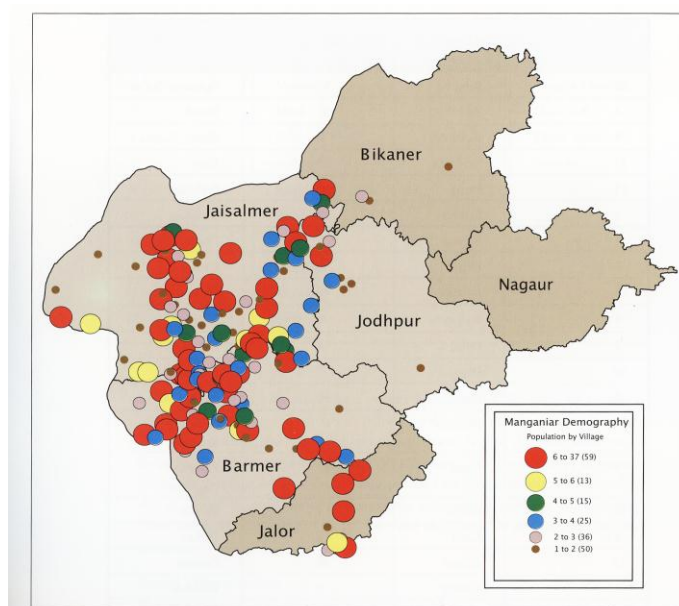 Bikaner
Jaisalmer
Nagaur
Jodhpur
Barmer
Jalor
Manganiar Demography
Population by Village
6 to 37 (59)
5 to 6 (13)
4 to 5 (15)
3 to 4 (25)
2 to 3 (36)
1 to 2 (50)